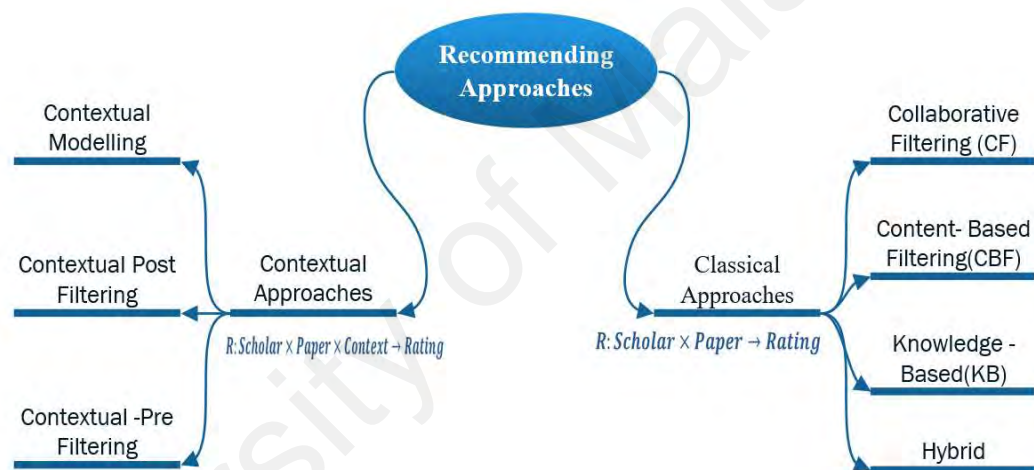 Recommending
Approaches
Contextual
Modelling
Contextual Post
Filtering
Contextual -Pre
Filtering
Contextual
Approaches
R: Scholar × Paper × Context → Rating
Classical
Approaches
R: Scholar × Paper → Rating
Collaborative
Filtering (CF)
Content- Based
Filtering(CBF)
Knowledge -
Based(KB)
Hybrid